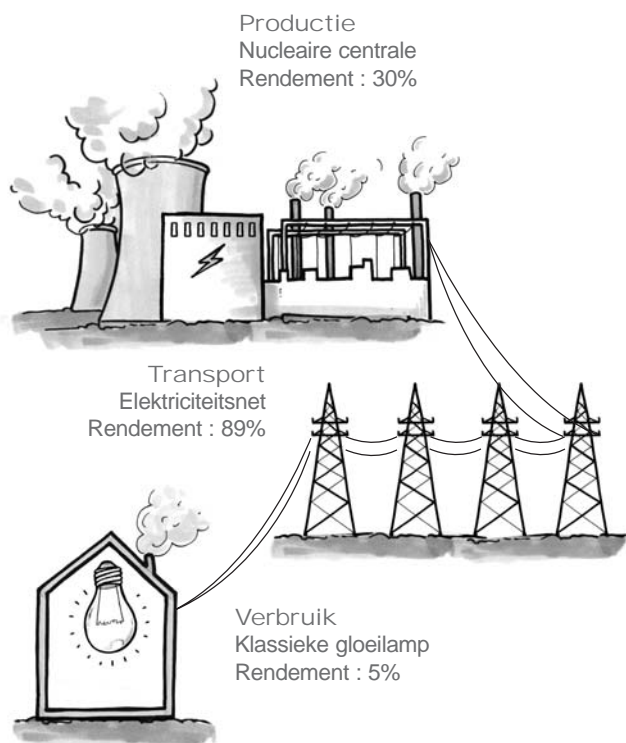 Productie
Nucleaire centrale
Rendement : 30%
Transport
Elektriciteitsnet
Rendement : 89%
Verbruik
Klassieke gloeilamp
Rendement : 5%